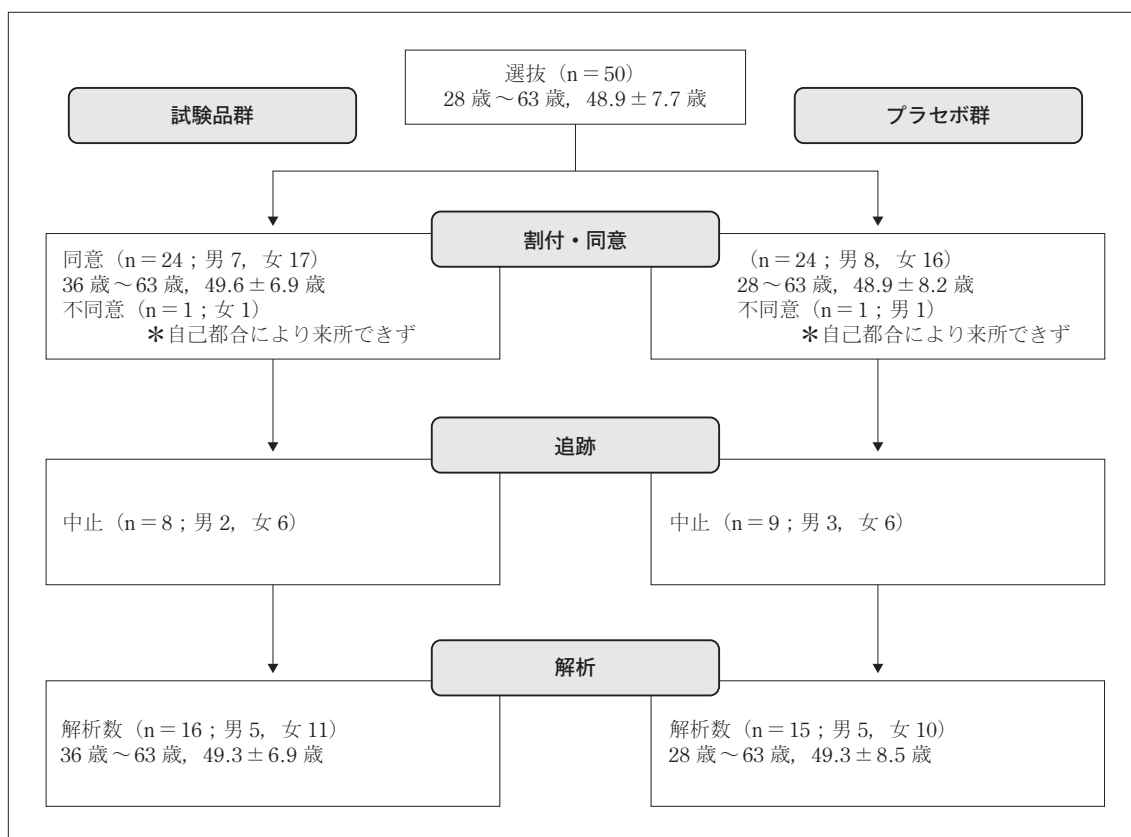 選抜（n = 50）
28 歳～63 歳，48.9 ± 7.7 歳
試験品群
プラセボ群
割付・同意
同意（n = 24 ; 男 7，女 17）
36 歳～63 歳，49.6 ± 6.9 歳
不同意（n = 1 ; 女 1）
＊自己都合により来所できず
（n = 24 ; 男 8，女 16）
28～63 歳，48.9 ± 8.2 歳
不同意（n = 1 ; 男 1）
＊自己都合により来所できず
追跡
中止（n = 8 ; 男 2，女 6）
中止（n = 9 ; 男 3，女 6）
解析
解析数（n = 16 ; 男 5，女 11）
36 歳～63 歳，49.3 ± 6.9 歳
解析数（n = 15 ; 男 5，女 10）
28 歳～63 歳，49.3 ± 8.5 歳